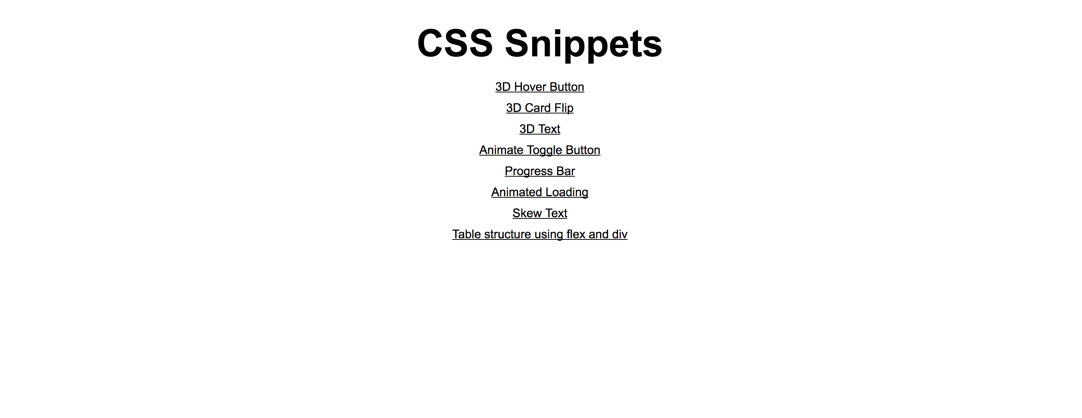 CSS Snippets
3D Hover Button
3D Card Flip
3D Text
Animate Toggle Button
Progress Bar
Animated Loading
Skew Text
Table structure using flex and div